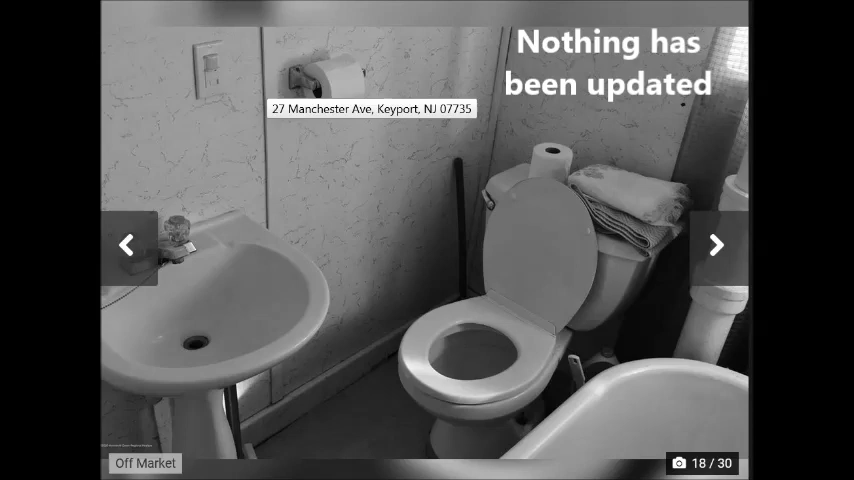 Nothing has
been updated
27 Manchester Ave, Keyport, NJ 07735
Off Market
18 / 30